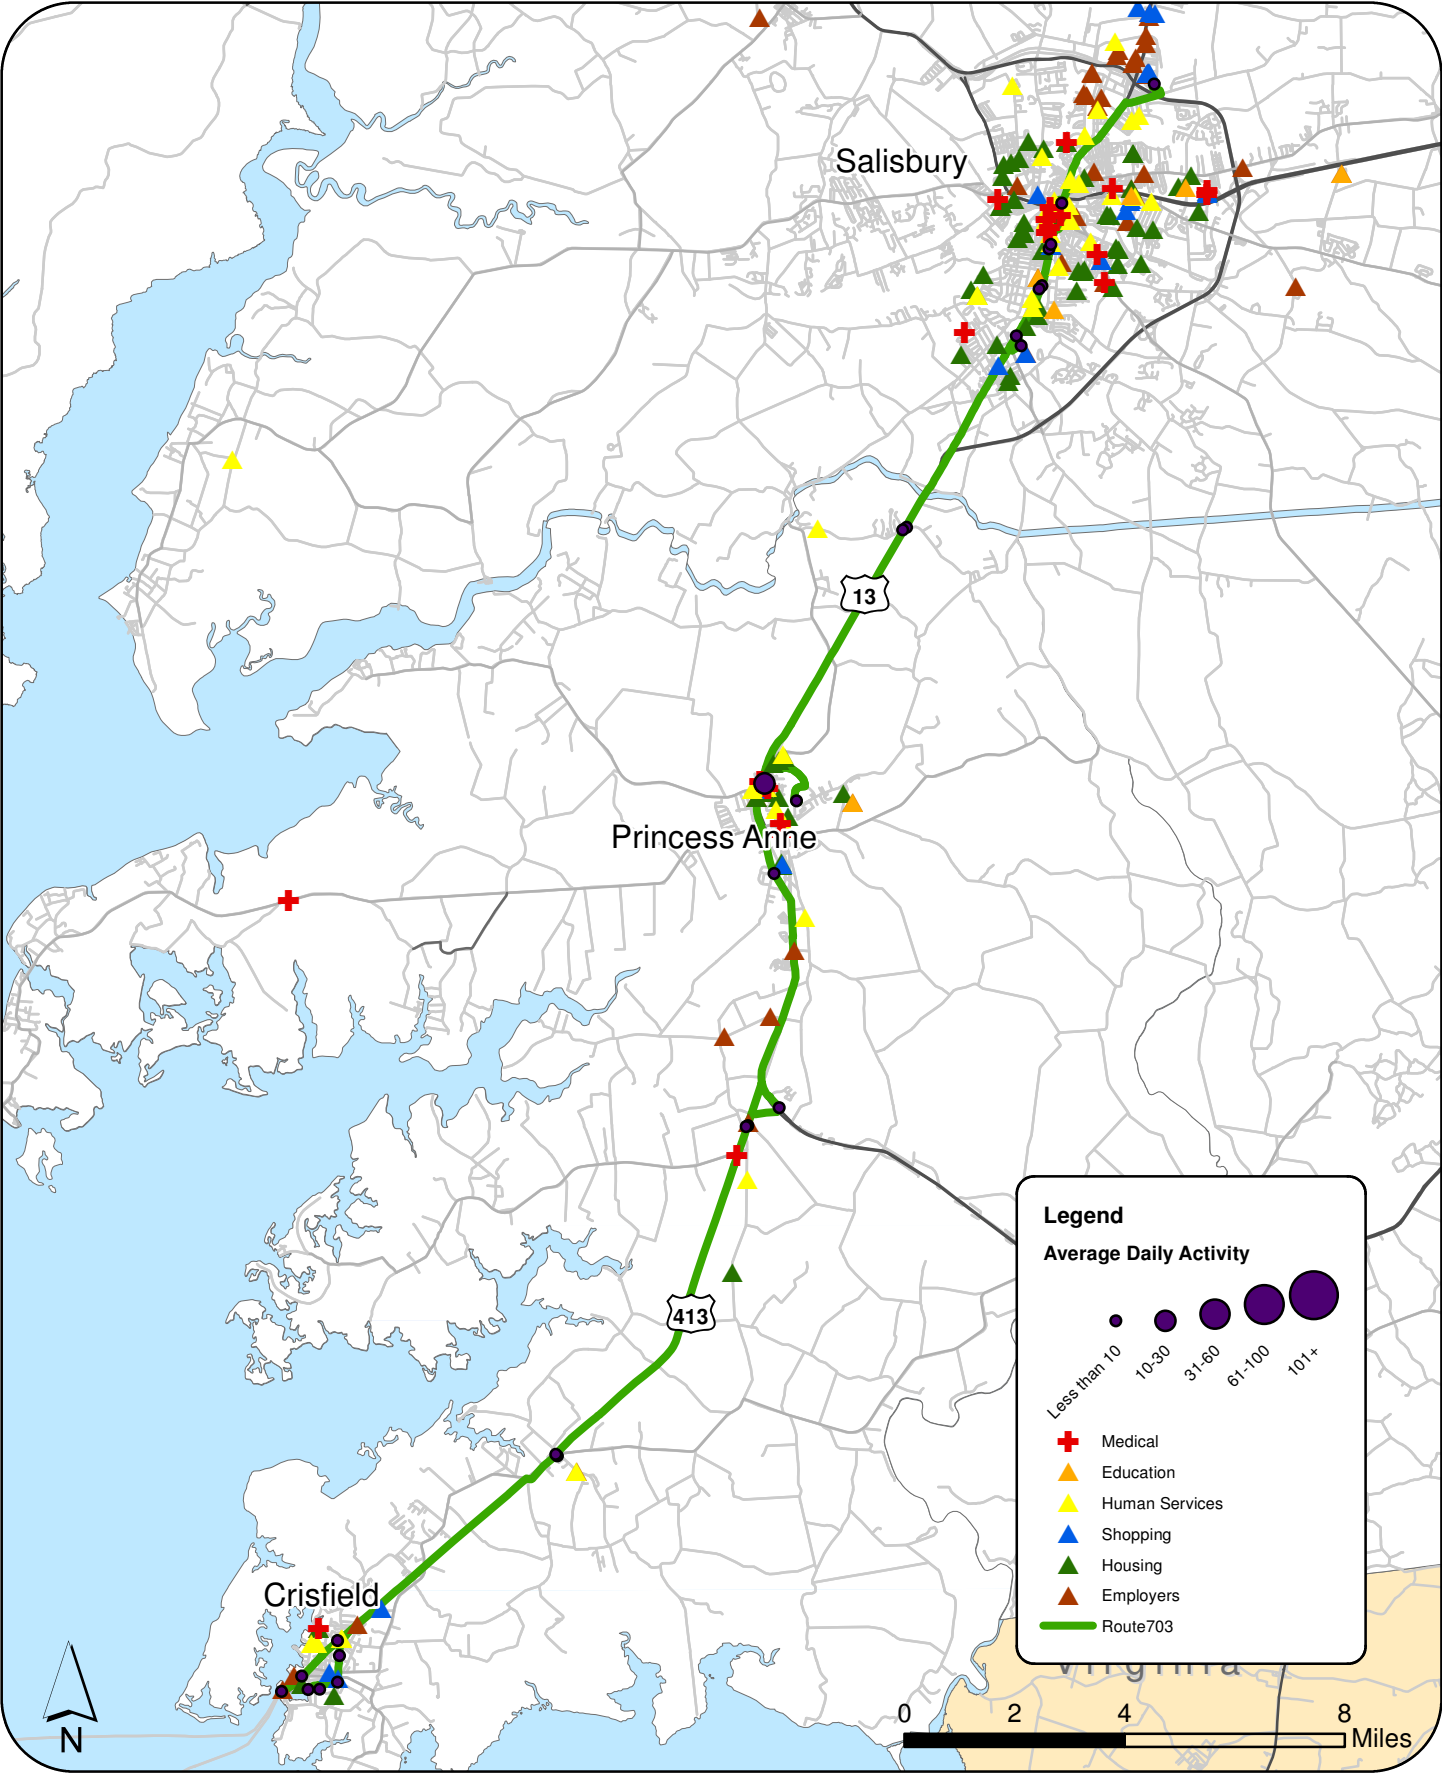 Salisbury
13
Princess Anne
413
Crisfield
N
Legend
Average Daily Activity
Less than 10
10-30
31-60
61-100
101+
Medical
Education
Human Services
Shopping
Housing
Employers
Route703
Virginia
0 2 4 8
Miles